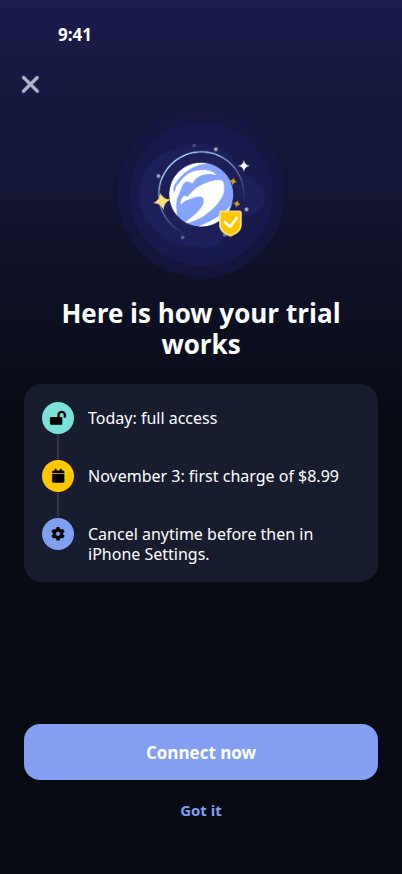 9:41
Here is how your trial
works
Today: full access
November 3: first charge of $8.99
Cancel anytime before then in
iPhone Settings.
Connect now
Got it